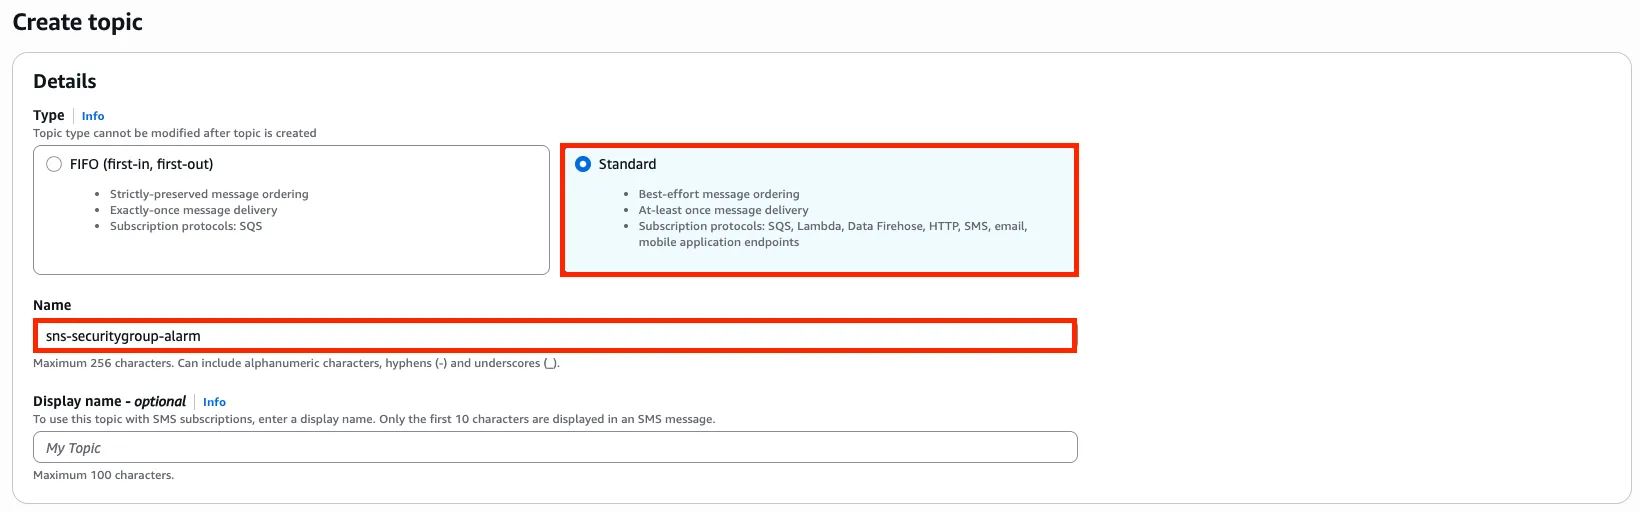 Create topic
Details
Type Info
Topic type cannot be modified after topic is created
FIFO (first-in, first-out)
• Strictly-preserved message ordering
• Exactly-once message delivery
• Subscription protocols: SQS
Standard
• Best-effort message ordering
• At-least once message delivery
• Subscription protocols: SQS, Lambda, Data Firehose, HTTP, SMS, email,
mobile application endpoints
Name
sns-securitygroup-alarm
Maximum 256 characters. Can include alphanumeric characters, hyphens (-) and underscores (_).
Display name - optional Info
To use this topic with SMS subscriptions, enter a display name. Only the first 10 characters are displayed in an SMS message.
My Topic
Maximum 100 characters.